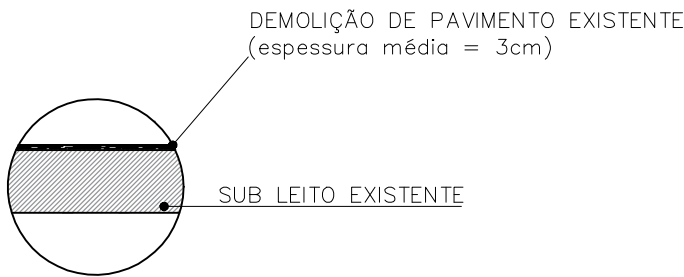 DEMOLIÇÃO DE PAVIMENTO EXISTENTE
(espessura média = 3cm)
SUB LEITO EXISTENTE